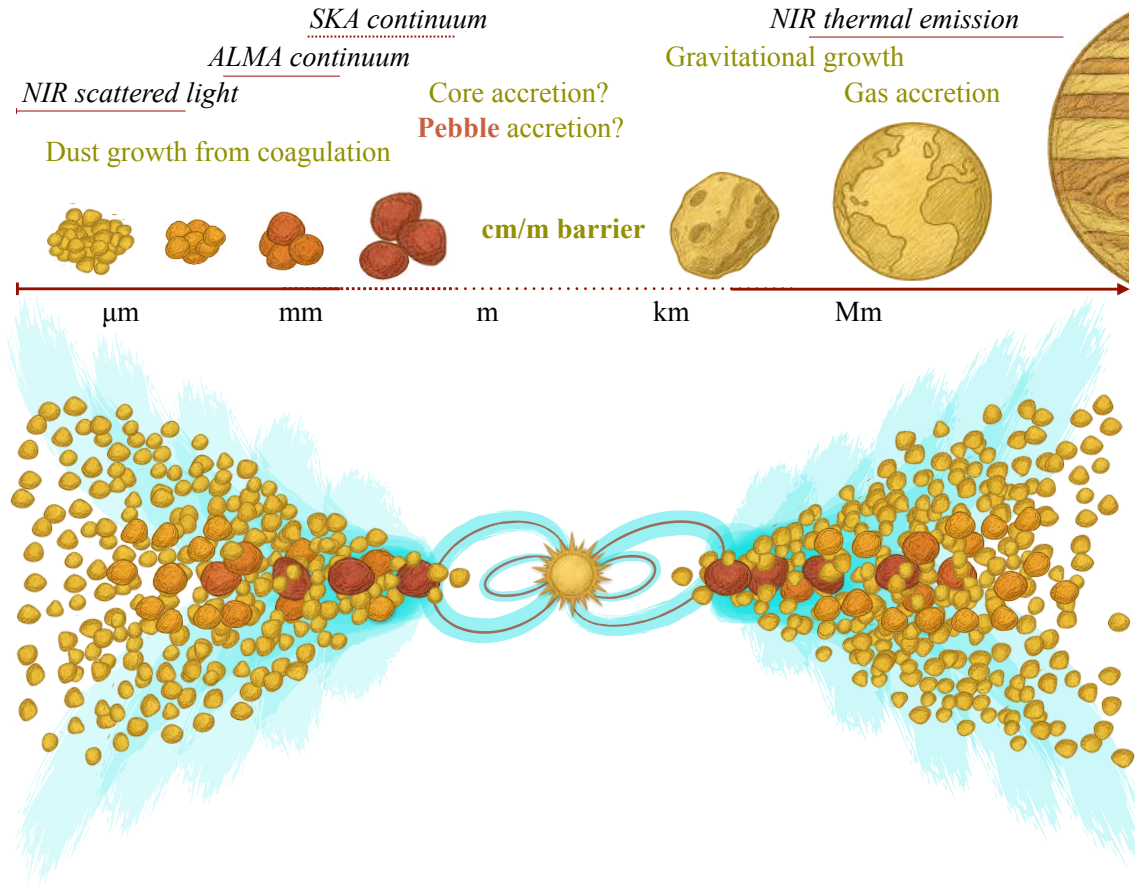 SKA continuum
NIR thermal emission
ALMA continuum
Gravitational growth
NIR scattered light
Core accretion?
Gas accretion
Pebble accretion?
Dust growth from coagulation
cm/m barrier
μm
mm
m
km
Mm